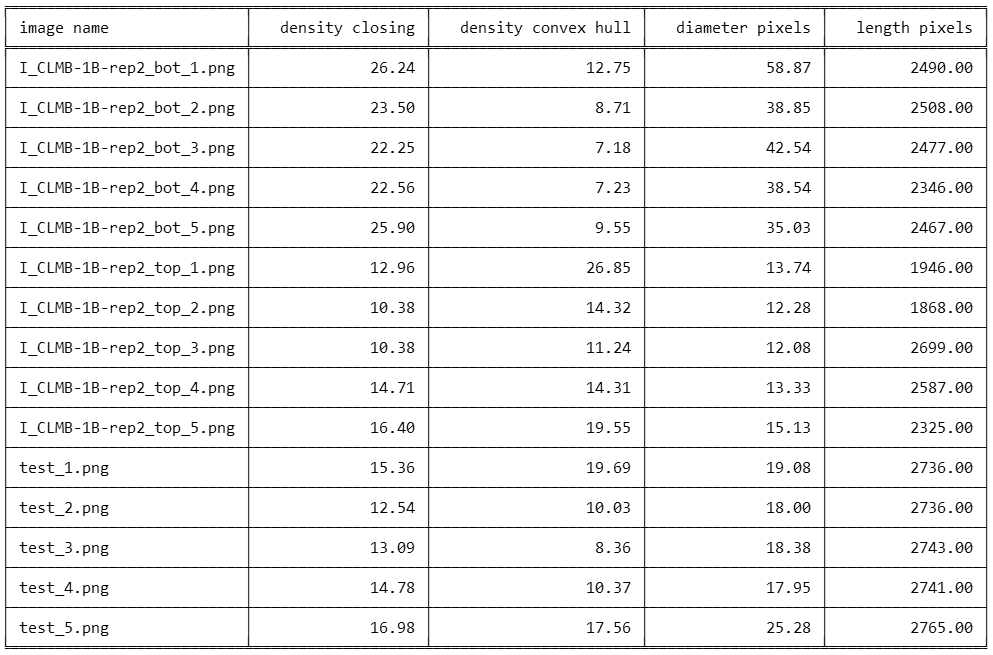 image name density closing density convex hull diameter pixels length pixels
I_CLMB-1B-rep2_bot_1.png 26.24 12.75 58.87 2490.00
I_CLMB-1B-rep2_bot_2.png 23.50 8.71 38.85 2508.00
I_CLMB-1B-rep2_bot_3.png 22.25 7.18 42.54 2477.00
I_CLMB-1B-rep2_bot_4.png 22.56 7.23 38.54 2346.00
I_CLMB-1B-rep2_bot_5.png 25.90 9.55 35.03 2467.00
I_CLMB-1B-rep2_top_1.png 12.96 26.85 13.74 1946.00
I_CLMB-1B-rep2_top_2.png 10.38 14.32 12.28 1868.00
I_CLMB-1B-rep2_top_3.png 10.38 11.24 12.08 2699.00
I_CLMB-1B-rep2_top_4.png 14.71 14.31 13.33 2587.00
I_CLMB-1B-rep2_top_5.png 16.40 19.55 15.13 2325.00
test_1.png 15.36 19.69 19.08 2736.00
test_2.png 12.54 10.03 18.00 2736.00
test_3.png 13.09 8.36 18.38 2743.00
test_4.png 14.78 10.37 17.95 2741.00
test_5.png 16.98 17.56 25.28 2765.00